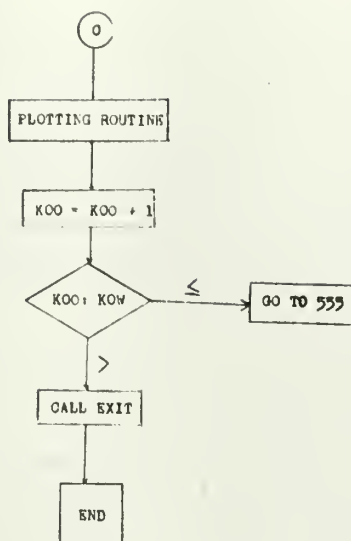 O
PLOTTING ROUTINE
KOO = KOO + 1
KOO: KOW
≤
GO TO 555
>
CALL EXIT
END